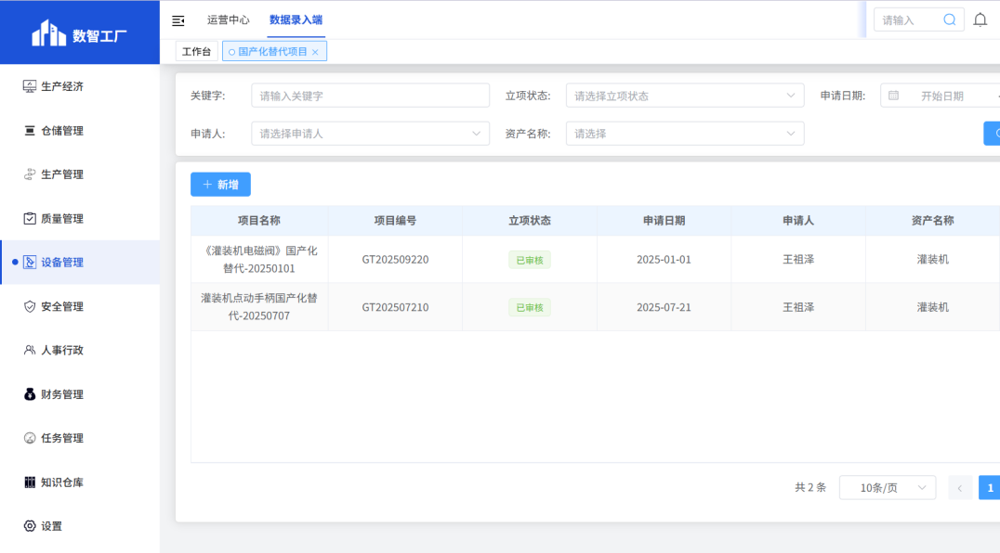 数智工厂
运营中心 数据录入端 请输入
工作台 国产化替代项目 ×
生产经济
仓储管理
生产管理
质量管理
设备管理
安全管理
人事行政
财务管理
任务管理
知识仓库
设置
关键字: 请输入关键字 立项状态: 请选择立项状态 申请日期: 开始日期
申请人: 请选择申请人 资产名称: 请选择
+ 新增
项目名称 项目编号 立项状态 申请日期 申请人 资产名称
《灌装机电磁阀》国产化
替代-20250101 GT202509220 已审核 2025-01-01 王祖泽 灌装机
灌装机点动手柄国产化替
代-20250707 GT202507210 已审核 2025-07-21 王祖泽 灌装机
共 2 条 10条/页 < 1